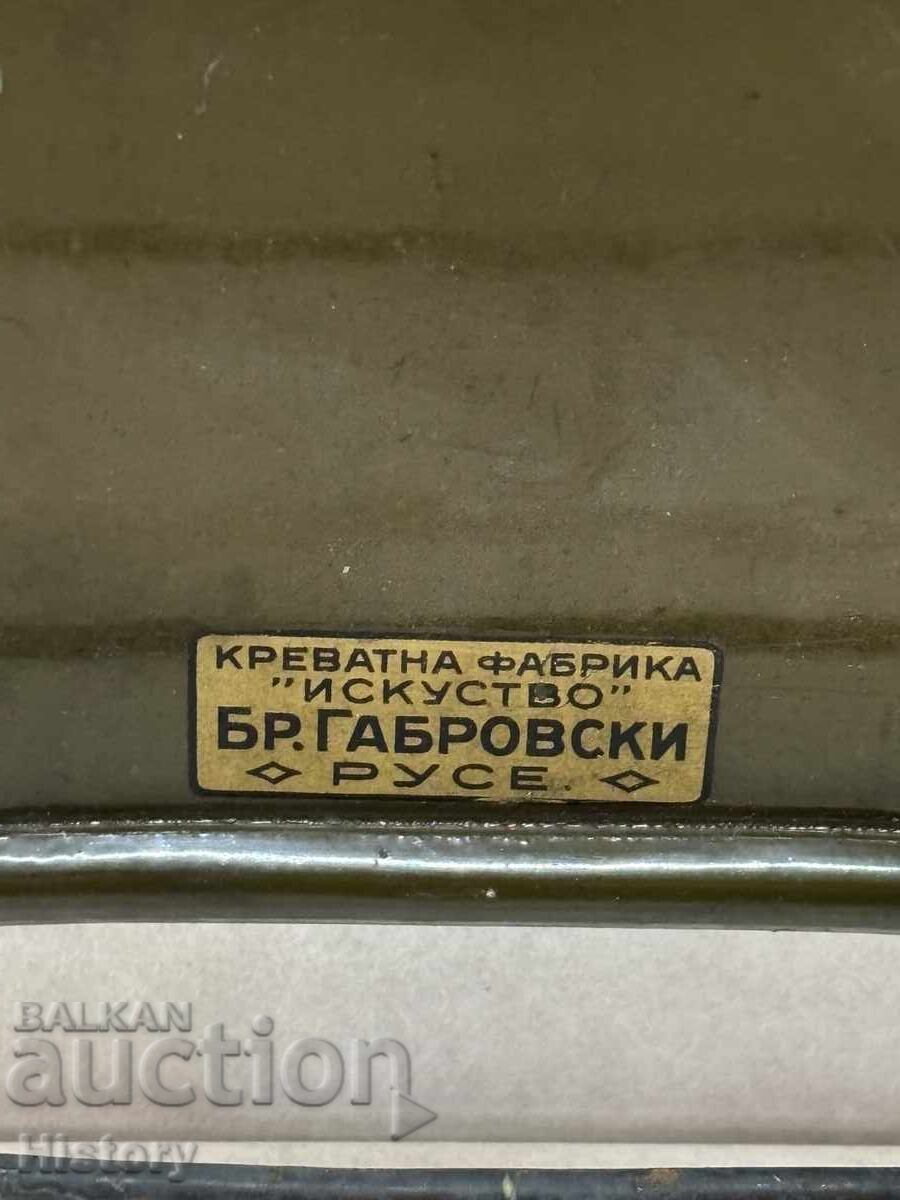 КРЕВАТНА ФАБРИКА
"ИСКУСТВО"
БР. ГАБРОВСКИ
РУСЕ.
BALKAN
auction
History